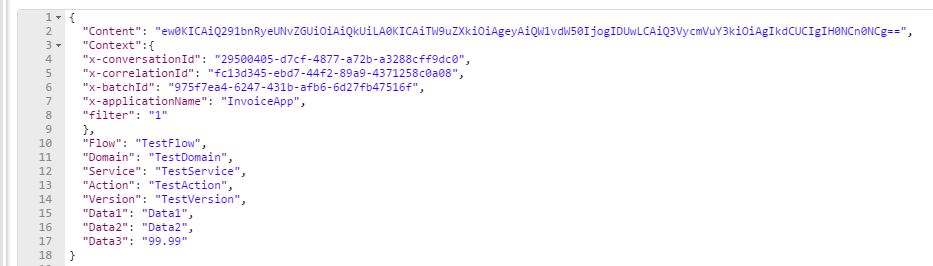 1 {
2 "Content": "ew0KICAiQ291bnRyeUNvZGUiOiAiQkUiLA0KICAiTW9uZXkiOiAgeyAiQW1vdW50IjogIDUwLCAiQ3VycmVuY3kiOiAgIkdCUCIgIH0NCn0NCg==",
3 "Context":{
4 "x-conversationId": "29500405-d7cf-4877-a72b-a3288cff9dc0",
5 "x-correlationId": "fc13d345-ebd7-44f2-89a9-4371258c0a08",
6 "x-batchId": "975f7ea4-6247-431b-afb6-6d27fb47516f",
7 "x-applicationName": "InvoiceApp",
8 "filter": "1"
9 },
10 "Flow": "TestFlow",
11 "Domain": "TestDomain",
12 "Service": "TestService",
13 "Action": "TestAction",
14 "Version": "TestVersion",
15 "Data1": "Data1",
16 "Data2": "Data2",
17 "Data3": "99.99"
18 }